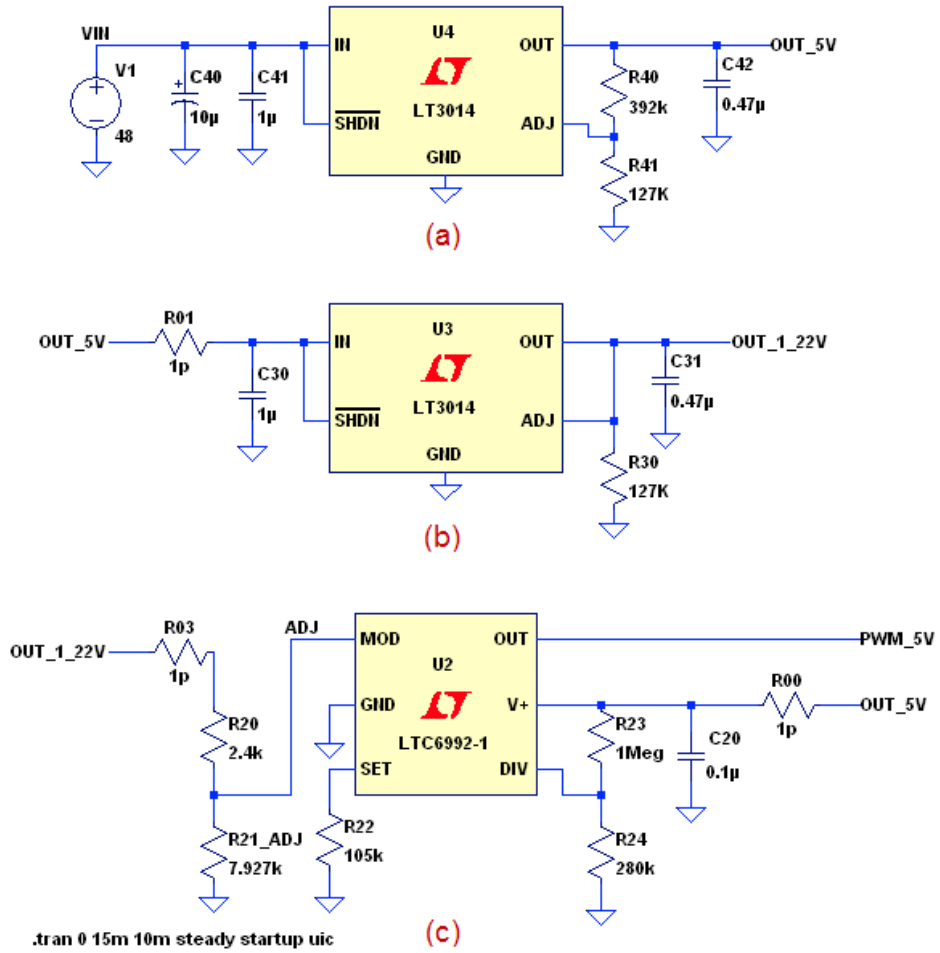 VIN
V1
48
C40
10µ
C41
1µ
IN
SHDN
U4
LT3014
GND
OUT
ADJ
R40
392k
R41
127K
C42
0.47µ
OUT_5V
(a)
OUT_5V
R01
1p
C30
1µ
IN
SHDN
U3
LT3014
GND
OUT
ADJ
R30
127K
C31
0.47µ
OUT_1_22V
(b)
OUT_1_22V
R03
1p
R20
2.4k
R21_ADJ
7.927k
ADJ
R22
105k
MOD
GND
SET
U2
LTC6992-1
OUT
V+
DIV
R23
1Meg
R24
280k
C20
0.1µ
R00
1p
PWM_5V
OUT_5V
.tran 0 15m 10m steady startup uic
(c)